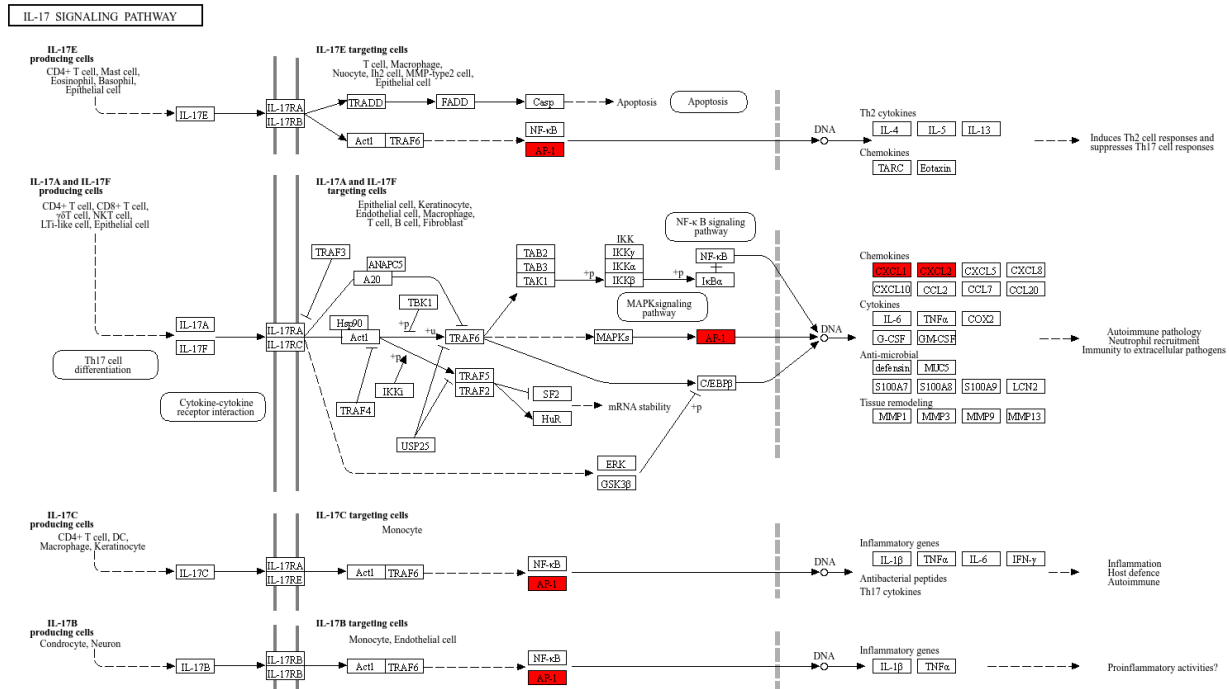 IL-17 SIGNALING PATHWAY
IL-17E
producing cells
CD4+ T cell, Mast cell,
Eosinophil, Basophil,
Epithelial cell
IL-17E
IL-17RA
IL-17RB
IL-17E targeting cells
T cell, Macrophage,
Nuocyte, Ih2 cell, MMP-type2 cell,
Epithelial cell
TRADD
FADD
Casp
Apoptosis
Apoptosis
Act1
TRAF6
NF-κB
AP-1
DNA
Th2 cytokines
IL-4
IL-5
IL-13
Chemokines
TARC
Eotaxin
Induces Th2 cell responses and
suppresses Th17 cell responses
IL-17A and IL-17F
producing cells
CD4+ T cell, CD8+ T cell,
γδT cell, NKT cell,
LTi-like cell, Epithelial cell
IL-17A
IL-17F
Th17 cell
differentiation
Cytokine-cytokine
receptor interaction
IL-17RA
IL-17RC
IL-17A and IL-17F
targeting cells
Epithelial cell, Keratinocyte,
Endothelial cell, Macrophage,
T cell, B cell, Fibroblast
TRAF3
ANAPC5
A20
TBK1
+p
Hsp90
Act1
+u
TRAF6
+p
IKKi
TRAF4
TRAF5
TRAF2
USP25
SF2
HuR
mRNA stability
TAB2
TAB3
TAK1
+p
IKK
IKKγ
IKKα
IKKβ
+p
NF-κB
IκBα
NF-κ B signaling
pathway
MAPKsignaling
pathway
MAPKs
AP-1
C/EBPβ
+p
ERK
GSK3β
DNA
Chemokines
CXCL1
CXCL2
CXCL5
CXCL8
CXCL10
CCL2
CCL7
CCL20
Cytokines
IL-6
TNFα
COX2
G-CSF
GM-CSF
Anti-microbial
defensin
MUC5
S100A7
S100A8
S100A9
LCN2
Tissue remodeling
MMP1
MMP3
MMP9
MMP13
Autoimmune pathology
Neutrophil recruitment
Immunity to extracellular pathogens
IL-17C
producing cells
CD4+ T cell, DC,
Macrophage, Keratinocyte
IL-17C
IL-17RA
IL-17RE
IL-17C targeting cells
Monocyte
Act1
TRAF6
NF-κB
AP-1
DNA
Inflammatory genes
IL-1β
TNFα
IL-6
IFN-γ
Antibacterial peptides
Th17 cytokines
Inflammation
Host defence
Autoimmune
IL-17B
producing cells
Condrocyte, Neuron
IL-17B
IL-17RB
IL-17RB
IL-17B targeting cells
Monocyte, Endothelial cell
Act1
TRAF6
NF-κB
AP-1
DNA
Inflammatory genes
IL-1β
TNFα
Proinflammatory activities?